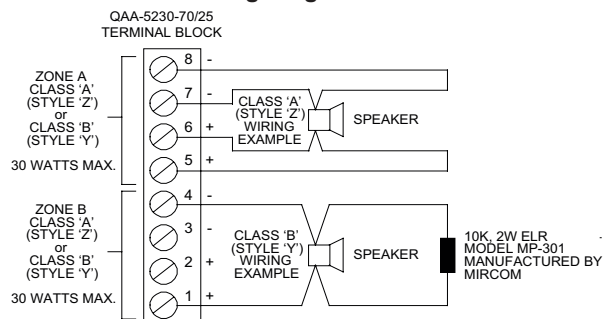 QAA-5230-70/25
TERMINAL BLOCK
ZONE A
CLASS 'A'
(STYLE 'Z')
or
CLASS 'B'
(STYLE 'Y')
30 WATTS MAX.
8 -
7 -
6 +
5 +
CLASS 'A'
(STYLE 'Z')
WIRING
EXAMPLE
SPEAKER
ZONE B
CLASS 'A'
(STYLE 'Z')
or
CLASS 'B'
(STYLE 'Y')
30 WATTS MAX.
4 -
3 -
2 +
1 +
CLASS 'B'
(STYLE 'Y')
WIRING
EXAMPLE
SPEAKER
10K, 2W ELR
MODEL MP-301
MANUFACTURED BY
MIRCOM